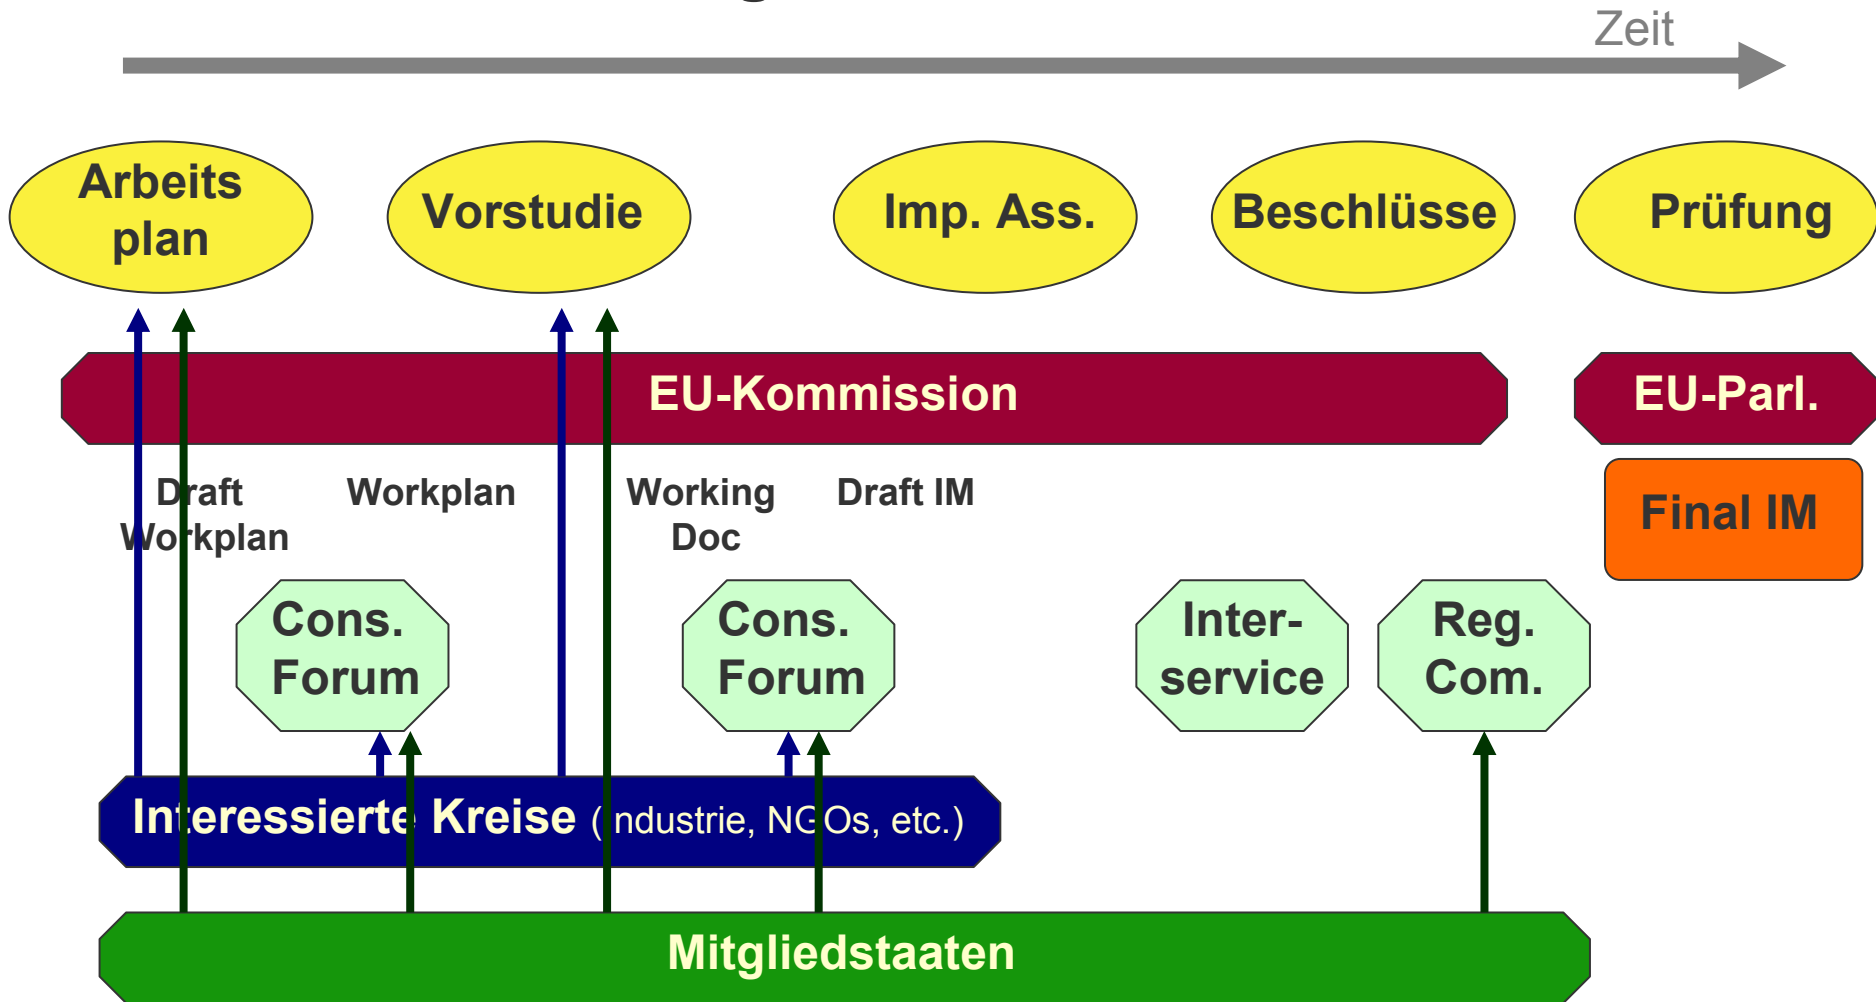 Zeit
Arbeits
plan
Vorstudie
Imp. Ass.
Beschlüsse
Prüfung
EU-Kommission
EU-Parl.
Draft
Workplan
Workplan
Working
Doc
Draft IM
Final IM
Cons.
Forum
Cons.
Forum
Inter-
service
Reg.
Com.
Interessierte Kreise (Industrie, NGOs, etc.)
Mitgliedstaaten